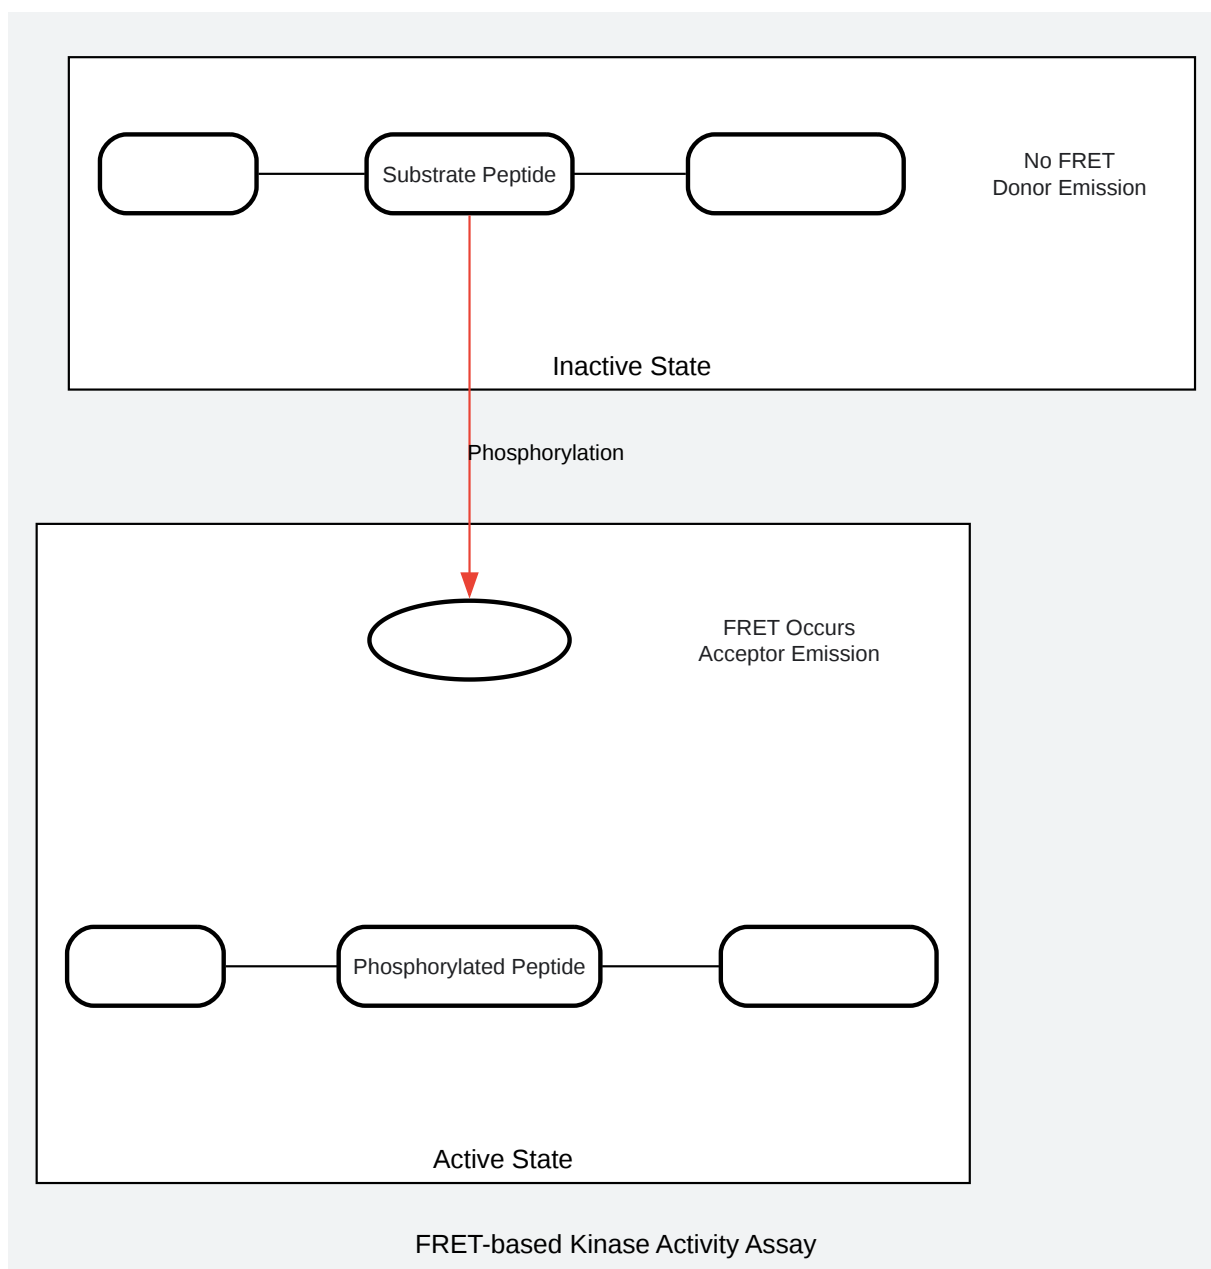 Substrate Peptide
No FRET
Donor Emission
Inactive State
Phosphorylation
FRET Occurs
Acceptor Emission
Phosphorylated Peptide
Active State
FRET-based Kinase Activity Assay